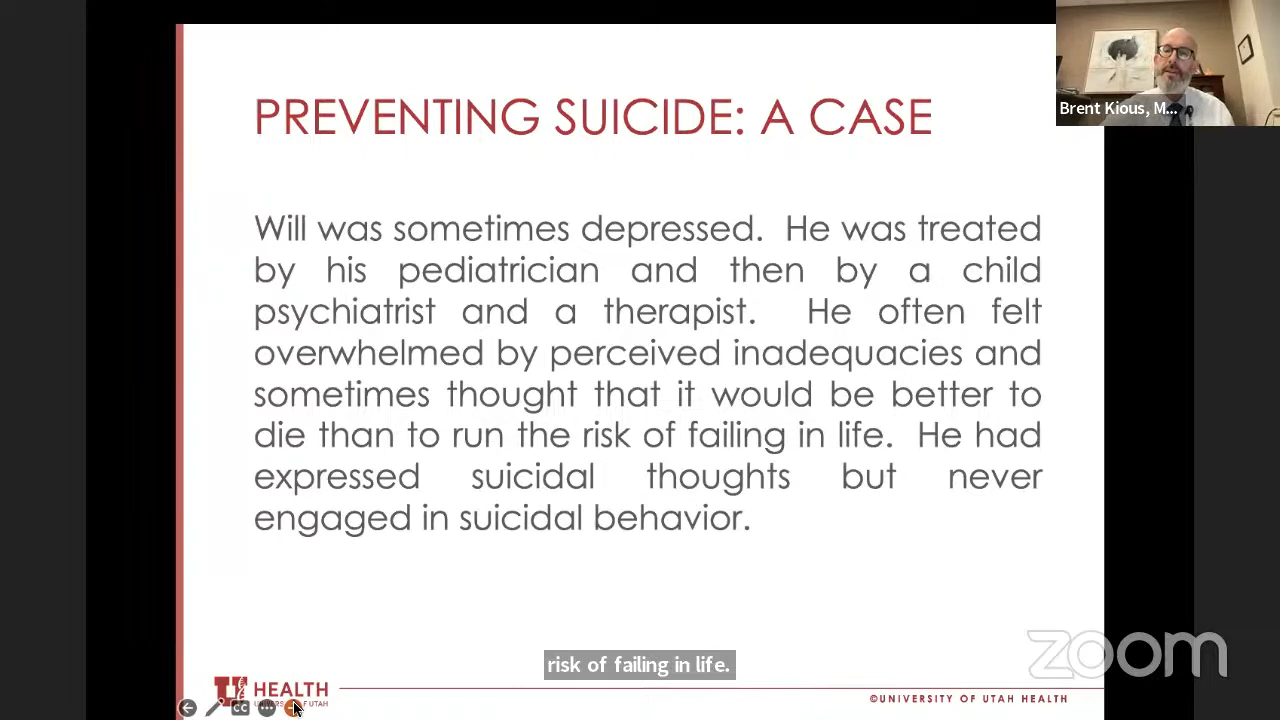 PREVENTING SUICIDE: A CASE
Brent Kious, M...
Will was sometimes depressed. He was treated
by his pediatrician and then by a child
psychiatrist and a therapist. He often felt
overwhelmed by perceived inadequacies and
sometimes thought that it would be better to
die than to run the risk of failing in life. He had
expressed suicidal thoughts but never
engaged in suicidal behavior.
zoom
risk of failing in life.
HEALTH
©UNIVERSITY OF UTAH HEALTH
CC